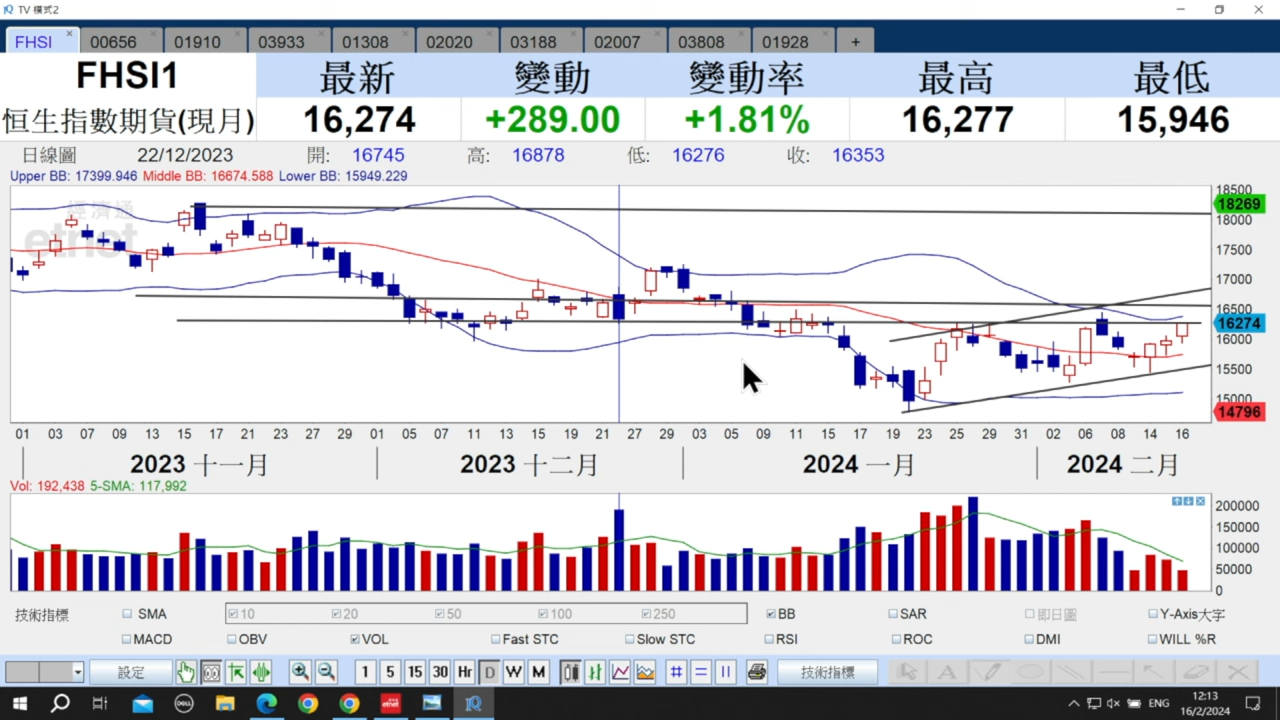 TV 模式2
FHSI 00656 01910 03933 01308 02020 03188 02007 03808 01928 +
FHSI1 最新 變動 變動率 最高 最低
恒生指數期貨(現月) 16,274 +289.00 +1.81% 16,277 15,946
日線圖 22/12/2023 開: 16745 高: 16878 低: 16276 收: 16353
Upper BB: 17399.946 Middle BB: 16674.588 Lower BB: 15949.229
經濟通
etnet
18500
18269
18000
17500
17000
16500
16274
16000
15500
15000
14796
01 03 07 09 13 15 17 21 23 27 29 01 05 07 11 13 15 19 21 27 29 03 05 09 11 15 17 19 23 25 29 31 02 06 08 14 16
2023 十一月 2023 十二月 2024 一月 2024 二月
Vol: 192,438 5-SMA: 117,992
200000
150000
100000
50000
0
技術指標 SMA 10 20 50 100 250 BB SAR 即日圖 Y-Axis大字
MACD OBV VOL Fast STC Slow STC RSI ROC DMI WILL %R
設定 1 5 15 30 Hr D W M 技術指標 A
DELL etnet ENG 12:13
16/2/2024